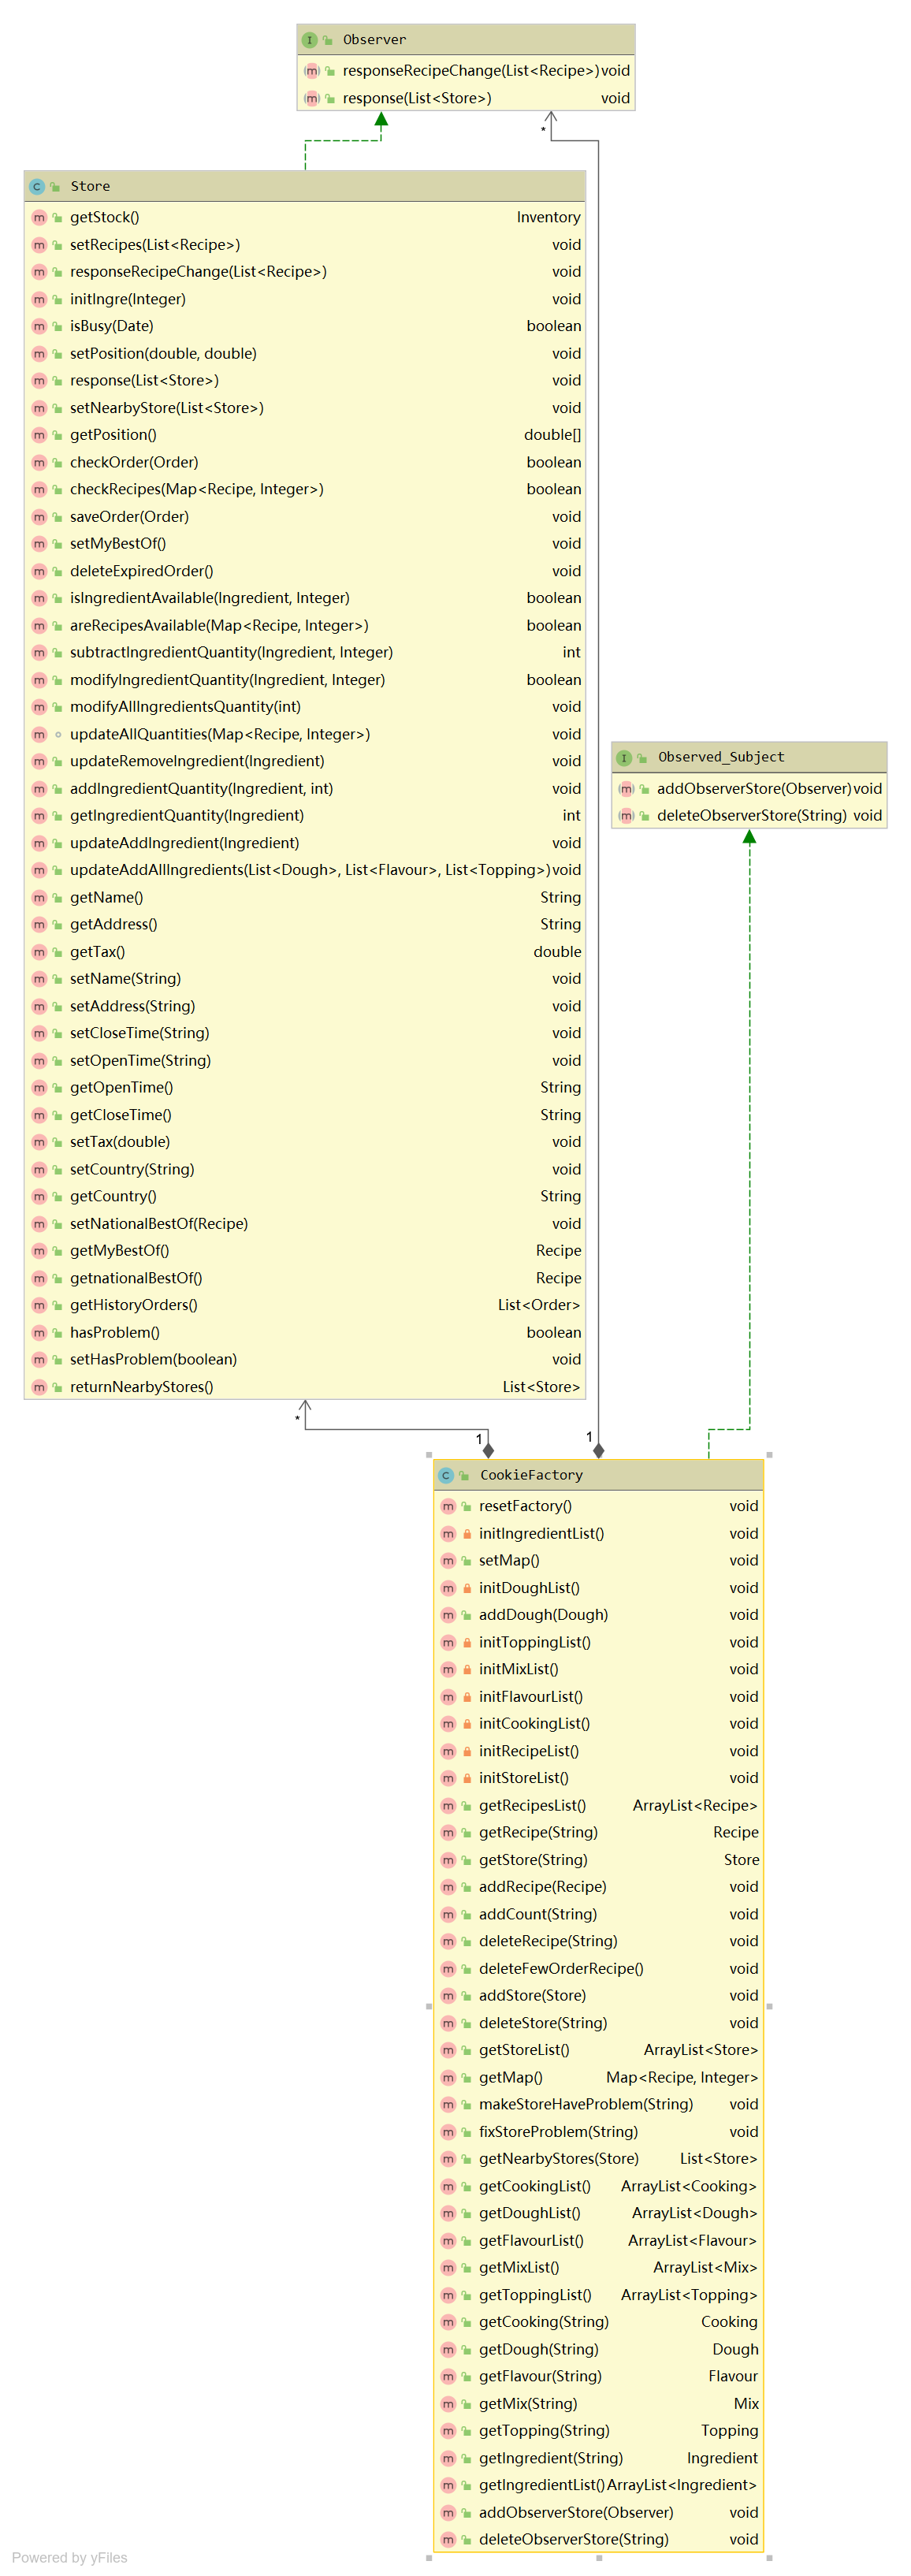 Observer
responseRecipeChange(List<Recipe>) void
response(List<Store>) void
*
Store
getStock() Inventory
setRecipes(List<Recipe>) void
responseRecipeChange(List<Recipe>) void
initIngre(Integer) void
isBusy(Date) boolean
setPosition(double, double) void
response(List<Store>) void
setNearbyStore(List<Store>) void
getPosition() double[]
checkOrder(Order) boolean
checkRecipes(Map<Recipe, Integer>) boolean
saveOrder(Order) void
setMyBestOf() void
deleteExpiredOrder() void
isIngredientAvailable(Ingredient, Integer) boolean
areRecipesAvailable(Map<Recipe, Integer>) boolean
subtractIngredientQuantity(Ingredient, Integer) int
modifyIngredientQuantity(Ingredient, Integer) boolean
modifyAllIngredientsQuantity(int) void
updateAllQuantities(Map<Recipe, Integer>) void
updateRemoveIngredient(Ingredient) void
addIngredientQuantity(Ingredient, int) void
getIngredientQuantity(Ingredient) int
updateAddIngredient(Ingredient) void
updateAddAllIngredients(List<Dough>, List<Flavour>, List<Topping>) void
getName() String
getAddress() String
getTax() double
setName(String) void
setAddress(String) void
setCloseTime(String) void
setOpenTime(String) void
getOpenTime() String
getCloseTime() String
setTax(double) void
setCountry(String) void
getCountry() String
setNationalBestOf(Recipe) void
getMyBestOf() Recipe
getnationalBestOf() Recipe
getHistoryOrders() List<Order>
hasProblem() boolean
setHasProblem(boolean) void
returnNearbyStores() List<Store>
Observed_Subject
addObserverStore(Observer) void
deleteObserverStore(String) void
*
1
1
CookieFactory
resetFactory() void
initIngredientList() void
setMap() void
initDoughList() void
addDough(Dough) void
initToppingList() void
initMixList() void
initFlavourList() void
initCookingList() void
initRecipeList() void
initStoreList() void
getRecipesList() ArrayList<Recipe>
getRecipe(String) Recipe
getStore(String) Store
addRecipe(Recipe) void
addCount(String) void
deleteRecipe(String) void
deleteFewOrderRecipe() void
addStore(Store) void
deleteStore(String) void
getStoreList() ArrayList<Store>
getMap() Map<Recipe, Integer>
makeStoreHaveProblem(String) void
fixStoreProblem(String) void
getNearbyStores(Store) List<Store>
getCookingList() ArrayList<Cooking>
getDoughList() ArrayList<Dough>
getFlavourList() ArrayList<Flavour>
getMixList() ArrayList<Mix>
getToppingList() ArrayList<Topping>
getCooking(String) Cooking
getDough(String) Dough
getFlavour(String) Flavour
getMix(String) Mix
getTopping(String) Topping
getIngredient(String) Ingredient
getIngredientList() ArrayList<Ingredient>
addObserverStore(Observer) void
deleteObserverStore(String) void
Powered by yFiles